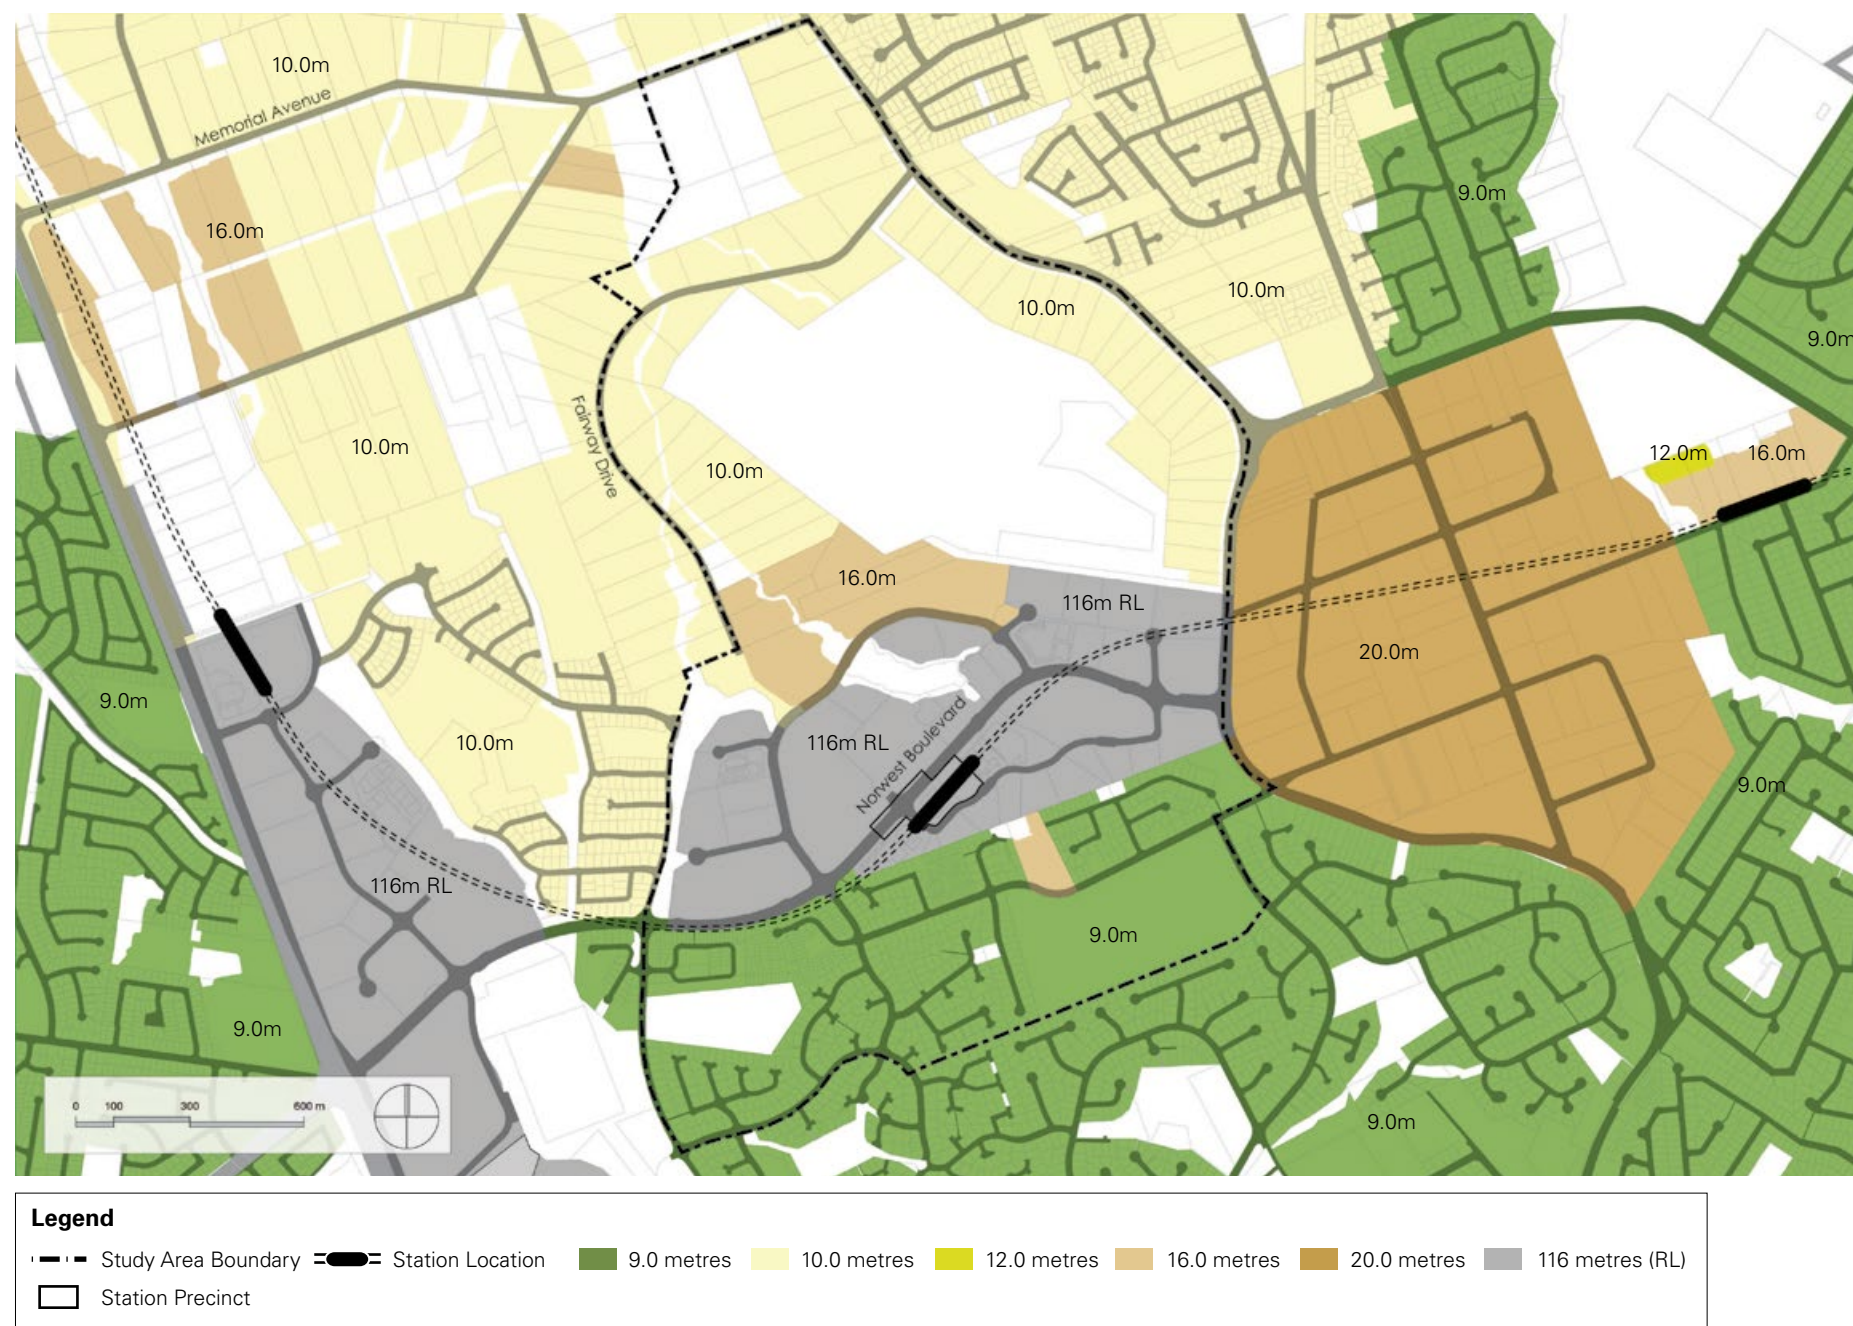 10.0m
Memorial Avenue
16.0m
9.0m
10.0m
10.0m
9.0m
10.0m
Fairway Drive
10.0m
12.0m
16.0m
16.0m
116m RL
20.0m
9.0m
10.0m
116m RL
Norwest Boulevard
9.0m
116m RL
9.0m
9.0m
9.0m
0 100 300 600 m
Legend
Study Area Boundary
Station Location
9.0 metres
10.0 metres
12.0 metres
16.0 metres
20.0 metres
116 metres (RL)
Station Precinct